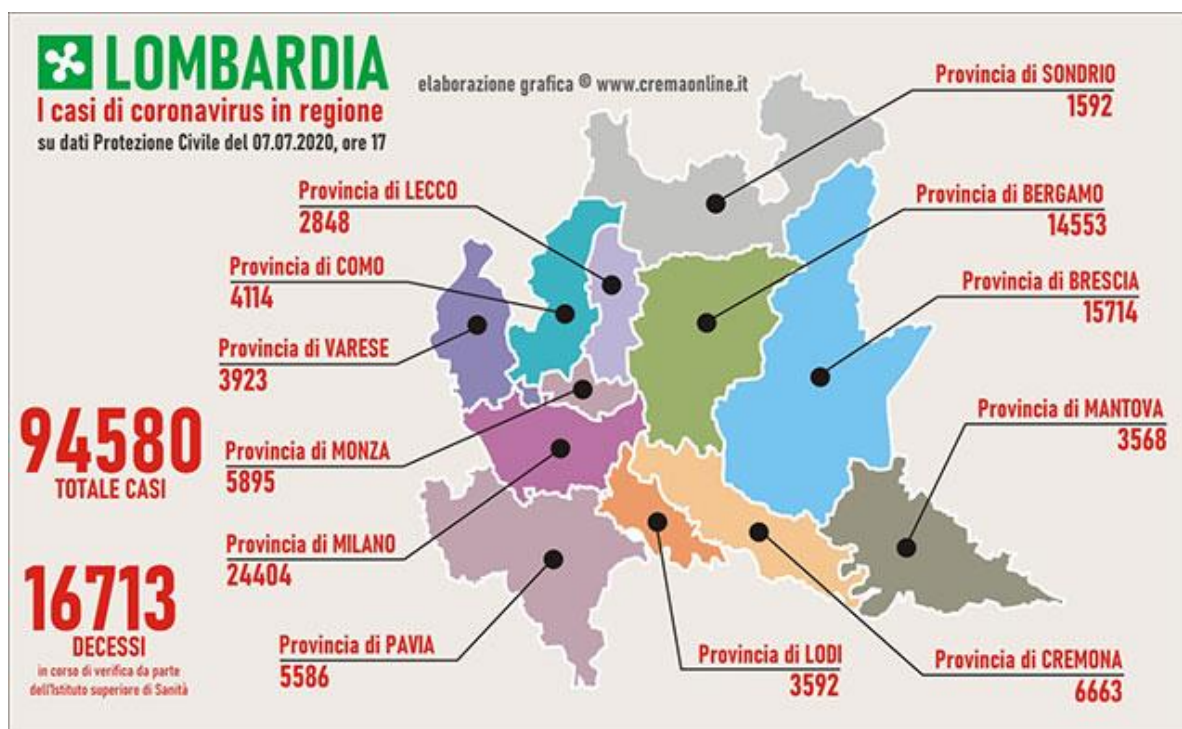 LOMBARDIA
I casi di coronavirus in regione
su dati Protezione Civile del 07.07.2020, ore 17
elaborazione grafica © www.cremaonline.it
Provincia di SONDRIO
1592
Provincia di LECCO
2848
Provincia di BERGAMO
14553
Provincia di COMO
4114
Provincia di BRESCIA
15714
Provincia di VARESE
3923
Provincia di MANTOVA
3568
94580
TOTALE CASI
Provincia di MONZA
5895
Provincia di MILANO
24404
16713
DECESSI
in corso di verifica da parte
dell'Istituto superiore di Sanità
Provincia di PAVIA
5586
Provincia di LODI
3592
Provincia di CREMONA
6663